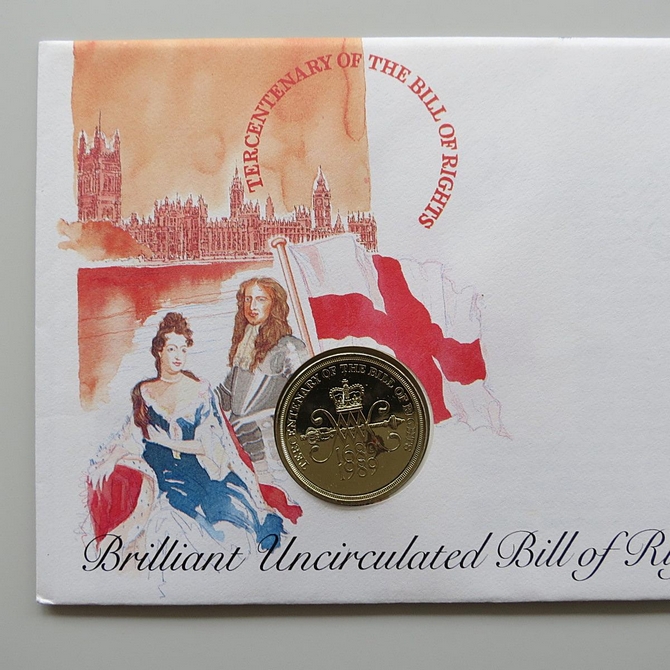 TERCENTENARY OF THE BILL OF RIGHTS
TERCENTENARY OF THE BILL OF RIGHTS
1689
1989
Brilliant Uncirculated Bill of Ri